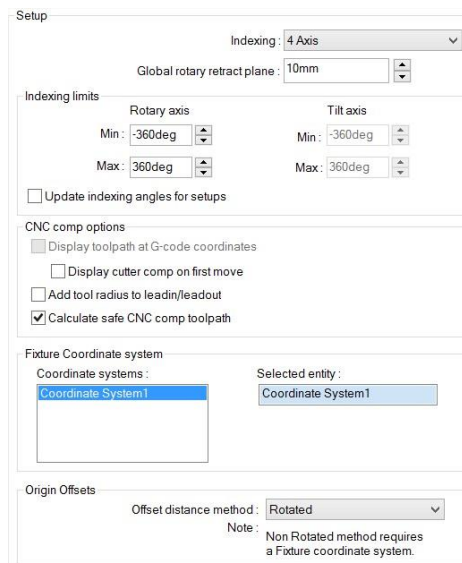 Setup
Indexing : 4 Axis
Global rotary retract plane : 10mm
Indexing limits
Rotary axis Tilt axis
Min : -360deg Min : -360deg
Max : 360deg Max : 360deg
Update indexing angles for setups
CNC comp options
Display toolpath at G-code coordinates
Display cutter comp on first move
Add tool radius to leadin/leadout
Calculate safe CNC comp toolpath
Fixture Coordinate system
Coordinate systems : Selected entity :
Coordinate System1 Coordinate System1
Origin Offsets
Offset distance method : Rotated
Note : Non Rotated method requires
a Fixture coordinate system.